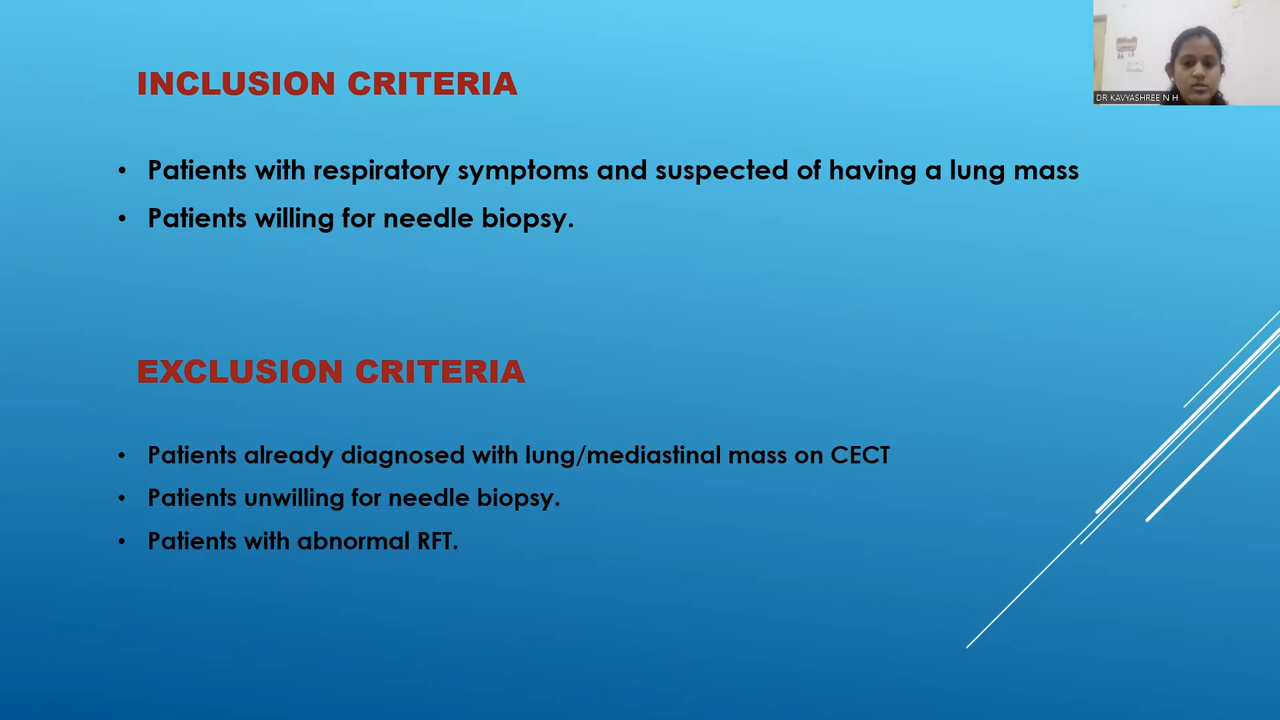 INCLUSION CRITERIA
DR KAVYASHREE N H
• Patients with respiratory symptoms and suspected of having a lung mass
• Patients willing for needle biopsy.
EXCLUSION CRITERIA
• Patients already diagnosed with lung/mediastinal mass on CECT
• Patients unwilling for needle biopsy.
• Patients with abnormal RFT.